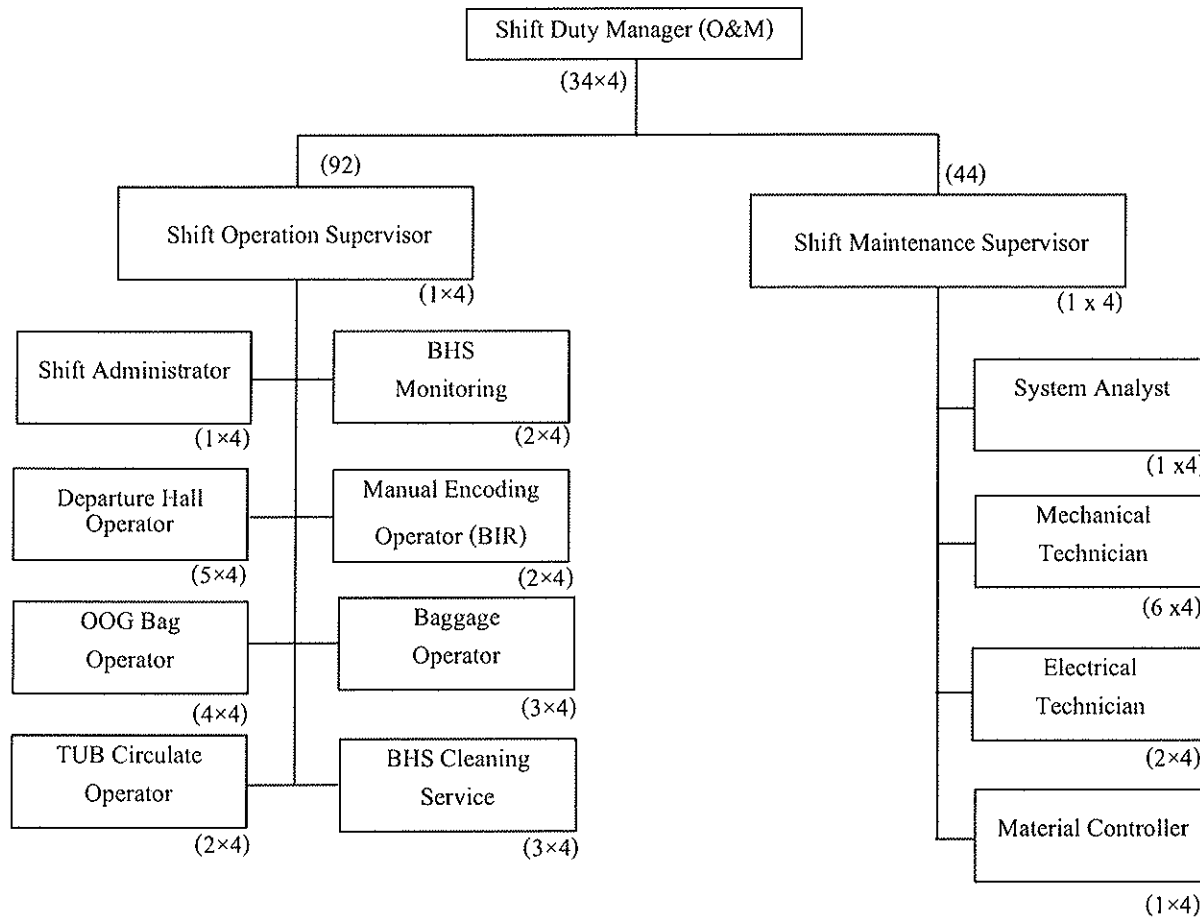 Shift Duty Manager (O&M)
(34×4)
(92)
(44)
Shift Operation Supervisor
(1×4)
Shift Maintenance Supervisor
(1 x 4)
Shift Administrator
(1×4)
BHS
Monitoring
(2×4)
Departure Hall
Operator
(5×4)
Manual Encoding
Operator (BIR)
(2×4)
OOG Bag
Operator
(4×4)
Baggage
Operator
(3×4)
TUB Circulate
Operator
(2×4)
BHS Cleaning
Service
(3×4)
System Analyst
(1 x4)
Mechanical
Technician
(6 x4)
Electrical
Technician
(2×4)
Material Controller
(1×4)